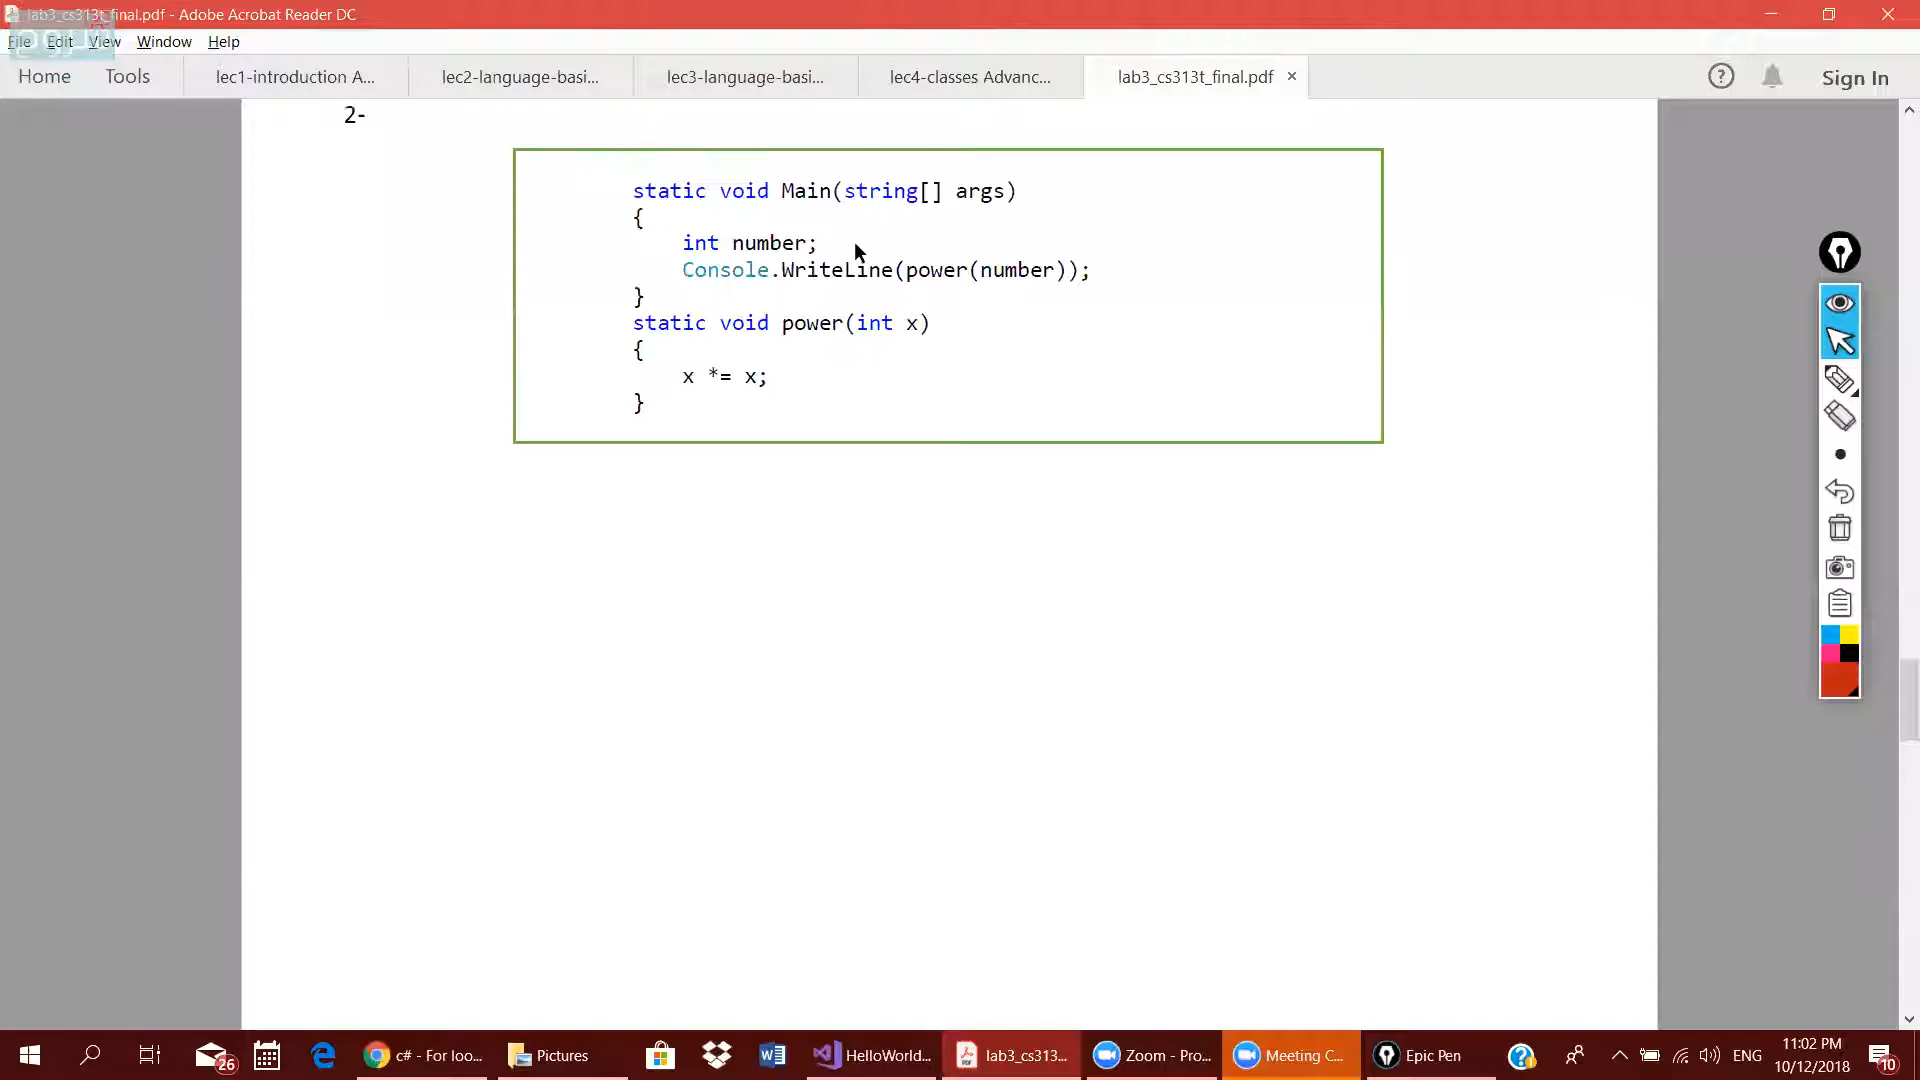 lab3_cs313t_final.pdf - Adobe Acrobat Reader DC
File Edit View Window Help
Home Tools lec1-introduction A... lec2-language-basi... lec3-language-basi... lec4-classes Advanc... lab3_cs313t_final.pdf × Sign In
2-
static void Main(string[] args)
{
int number;
Console.WriteLine(power(number));
}
static void power(int x)
{
x *= x;
}
26 c# - For loo... Pictures HelloWorld... lab3_cs313... Zoom - Pro... Meeting C... Epic Pen ENG 11:02 PM 10
10/12/2018